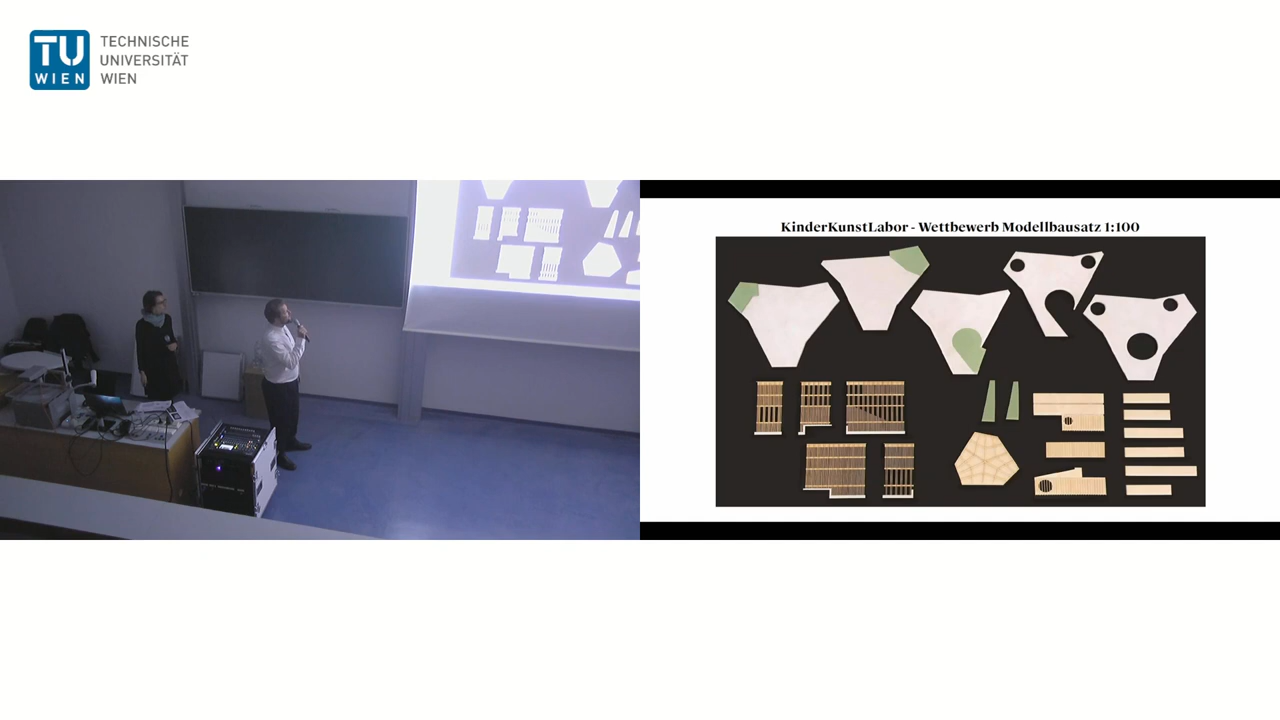 TU
WIEN
TECHNISCHE
UNIVERSITÄT
WIEN
KinderKunstLabor - Wettbewerb Modellbausatz 1:100